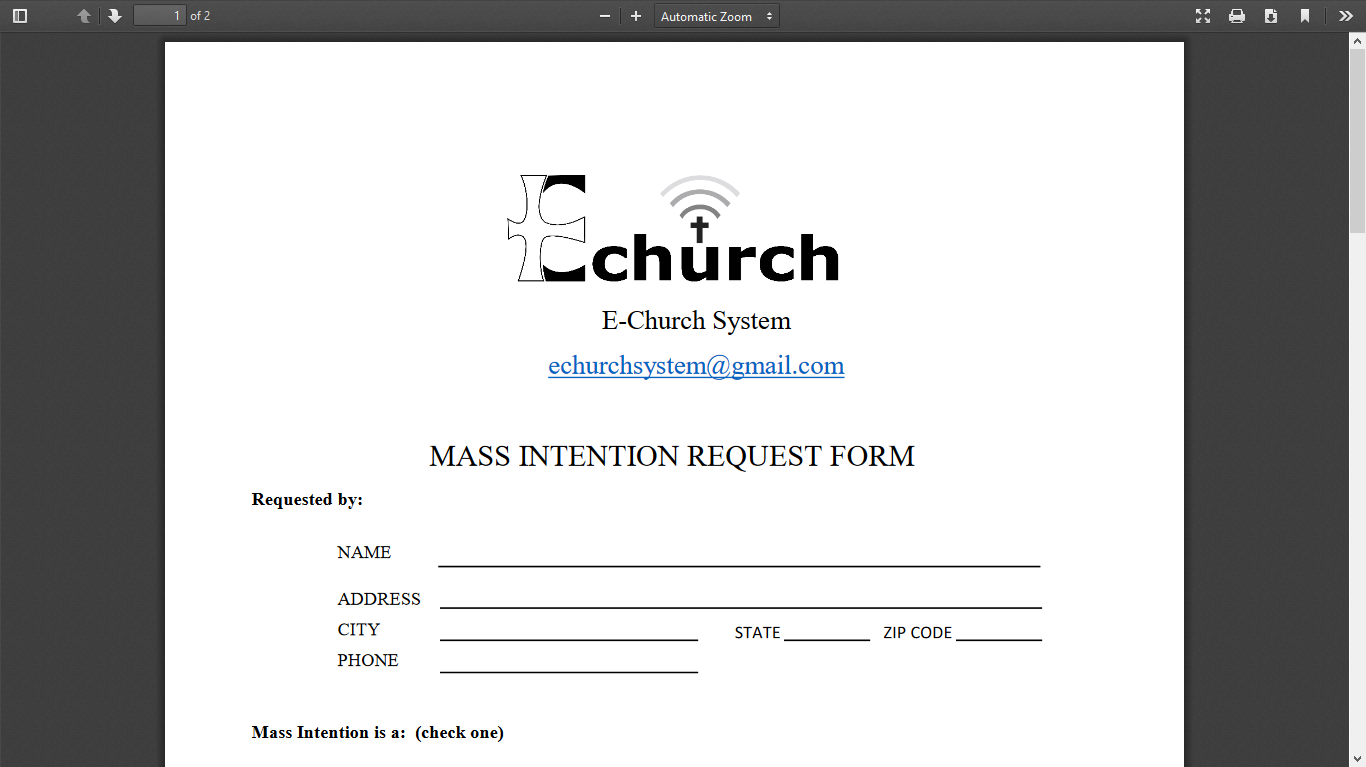 1 of 2 Automatic Zoom
Echurch
E-Church System
echurchsystem@gmail.com
MASS INTENTION REQUEST FORM
Requested by:
NAME
ADDRESS
CITY STATE ZIP CODE
PHONE
Mass Intention is a: (check one)